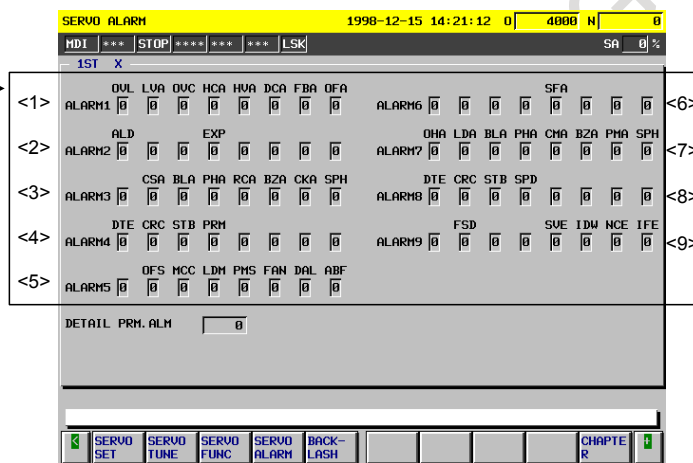 SERVO ALARM 1998-12-15 14:21:12 O 4000 N 0
MDI *** STOP **** *** *** LSK SA 0 %
1ST X
OVL LVA OVC HCA HVA DCA FBA OFA SFA
<1> ALARM1 0 0 0 0 0 0 0 0 ALARM6 0 0 0 0 0 0 0 0 <6>
ALD EXP OHA LDA BLA PHA CMA BZA PMA SPH
<2> ALARM2 0 0 0 0 0 0 0 0 ALARM7 0 0 0 0 0 0 0 0 <7>
CSA BLA PHA RCA BZA CKA SPH DTE CRC STB SPD
<3> ALARM3 0 0 0 0 0 0 0 0 ALARM8 0 0 0 0 0 0 0 0 <8>
DTE CRC STB PRM FSD SVE IDW NCE IFE
<4> ALARM4 0 0 0 0 0 0 0 0 ALARM9 0 0 0 0 0 0 0 0 <9>
OFS MCC LDM PMS FAN DAL ABF
<5> ALARM5 0 0 0 0 0 0 0 0
DETAIL PRM.ALM 0
< SERVO SET SERVO TUNE SERVO FUNC SERVO ALARM BACK-LASH CHAPTER +